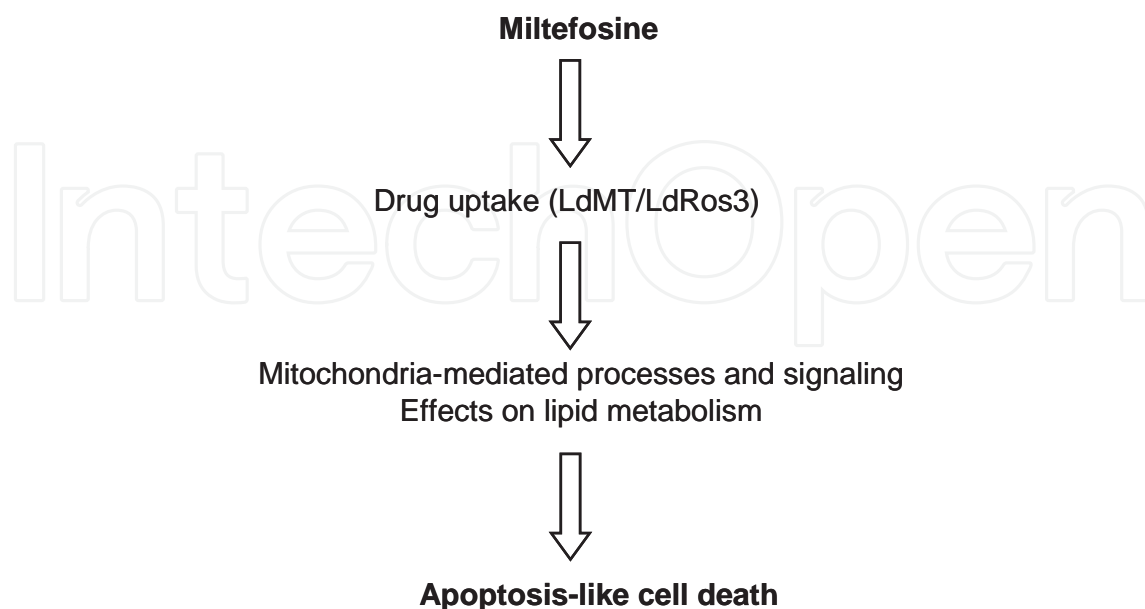 Miltefosine
IntechOpen
Drug uptake (LdMT/LdRos3)
Mitochondria-mediated processes and signaling
Effects on lipid metabolism
Apoptosis-like cell death